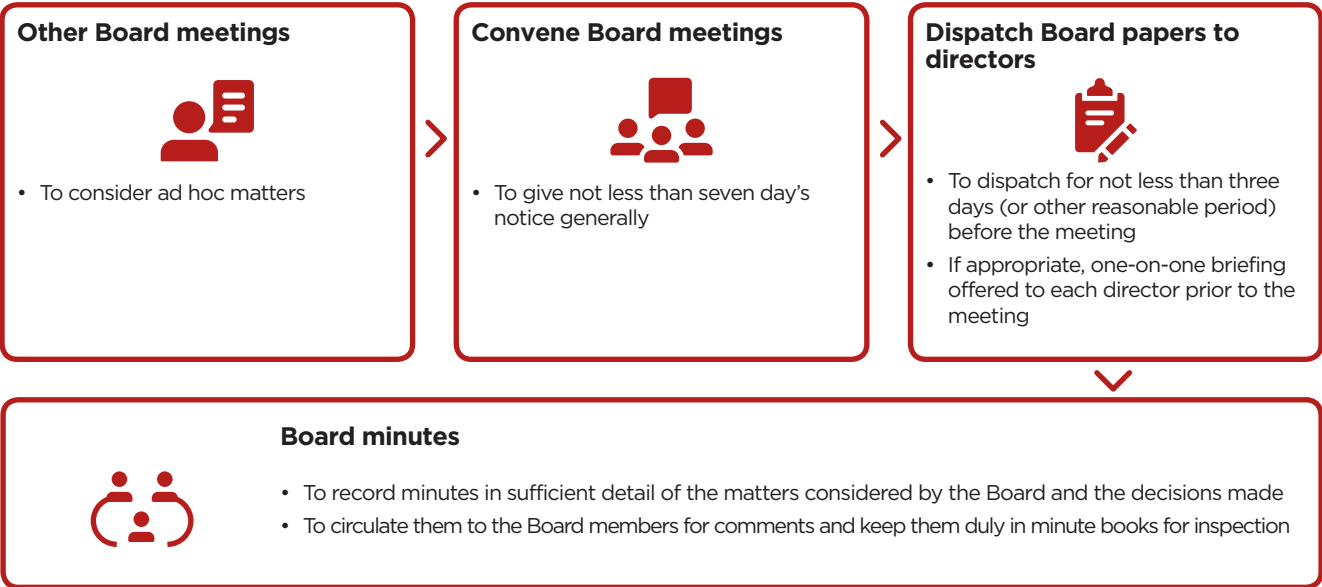 Other Board meetings
• To consider ad hoc matters
Convene Board meetings
• To give not less than seven day’s
notice generally
Dispatch Board papers to
directors
• To dispatch for not less than three
days (or other reasonable period)
before the meeting
• If appropriate, one-on-one briefing
offered to each director prior to the
meeting
Board minutes
• To record minutes in sufficient detail of the matters considered by the Board and the decisions made
• To circulate them to the Board members for comments and keep them duly in minute books for inspection